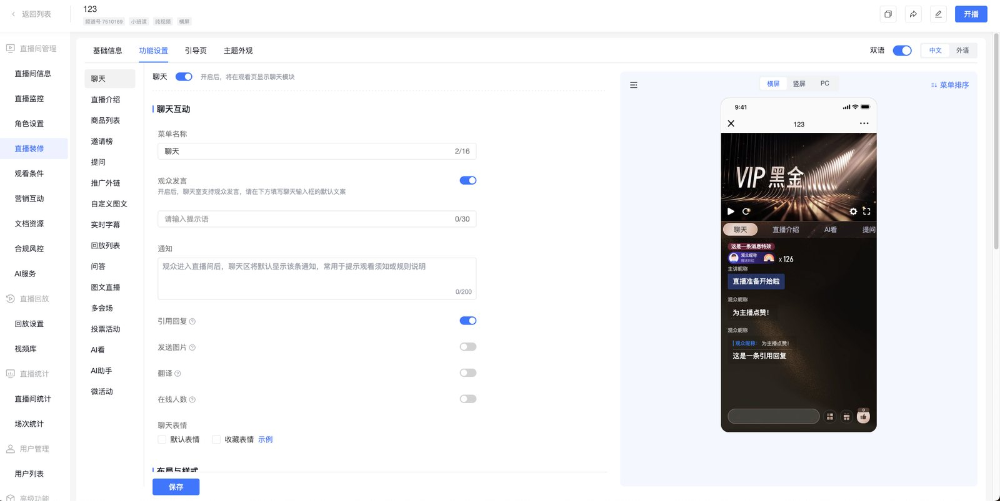 返回列表
123
频道号 7510169 小班课 纯视频 横屏
开播
直播间管理
直播间信息
直播监控
角色设置
直播装修
观看条件
营销互动
文档资源
合规风控
AI服务
直播回放
回放设置
视频库
直播统计
直播间统计
场次统计
用户管理
用户列表
高级功能
基础信息 功能设置 引导页 主题外观
双语 中文 外语
聊天
直播介绍
商品列表
邀请榜
提问
推广外链
自定义图文
实时字幕
回放列表
问答
图文直播
多会场
投票活动
AI看
AI助手
微活动
聊天 开启后，将在观看页显示聊天模块
聊天互动
菜单名称
聊天 2/16
观众发言
开启后，聊天室支持观众发言，请在下方填写聊天输入框的默认文案
请输入提示语 0/30
通知
观众进入直播间后，聊天区将默认显示该条通知，常用于提示观看须知或规则说明
0/200
引用回复
发送图片
翻译
在线人数
聊天表情
默认表情 收藏表情 示例
布局与样式
保存
横屏 竖屏 PC
菜单排序
9:41
123
VIP 黑金
聊天 直播介绍 AI看 提问
这是一条消息特效
观众昵称
赠送彩虹
x 126
主讲昵称
直播准备开始啦
观众昵称
为主播点赞！
观众昵称
观众昵称： 为主播点赞！
这是一条引用回复
0